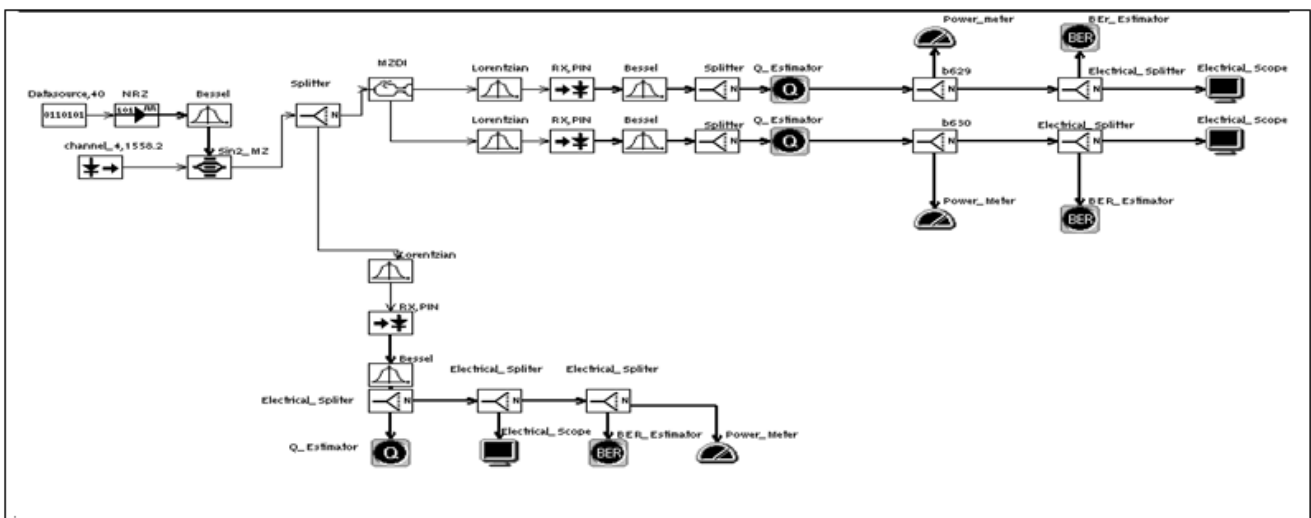 Power_meter
BEr_Estimator
MZDI
Lorentzian
RX,PIN
Bessel
Splitter
Q_Estimator
b629
Electrical_Splitter
Electrical_Scope
Splitter
Datasource,40
NRZ
Bessel
0110101
101
N
N
Q
N
N
BER
Lorentzian
RX,PIN
Bessel
Splitter
Q_Estimator
b630
Electrical_Splitter
Electrical_Scope
channel_4,1558.2
Sin2_MZ
N
Q
N
N
Power_Meter
BER_Estimator
BER
Lorentzian
RX,PIN
Bessel
Electrical_Spliter
Electrical_Spliter
Electrical_Spliter
N
N
N
Q_Estimator
Q
Electrical_Scope
BER
BER_Estimator
Power_Meter